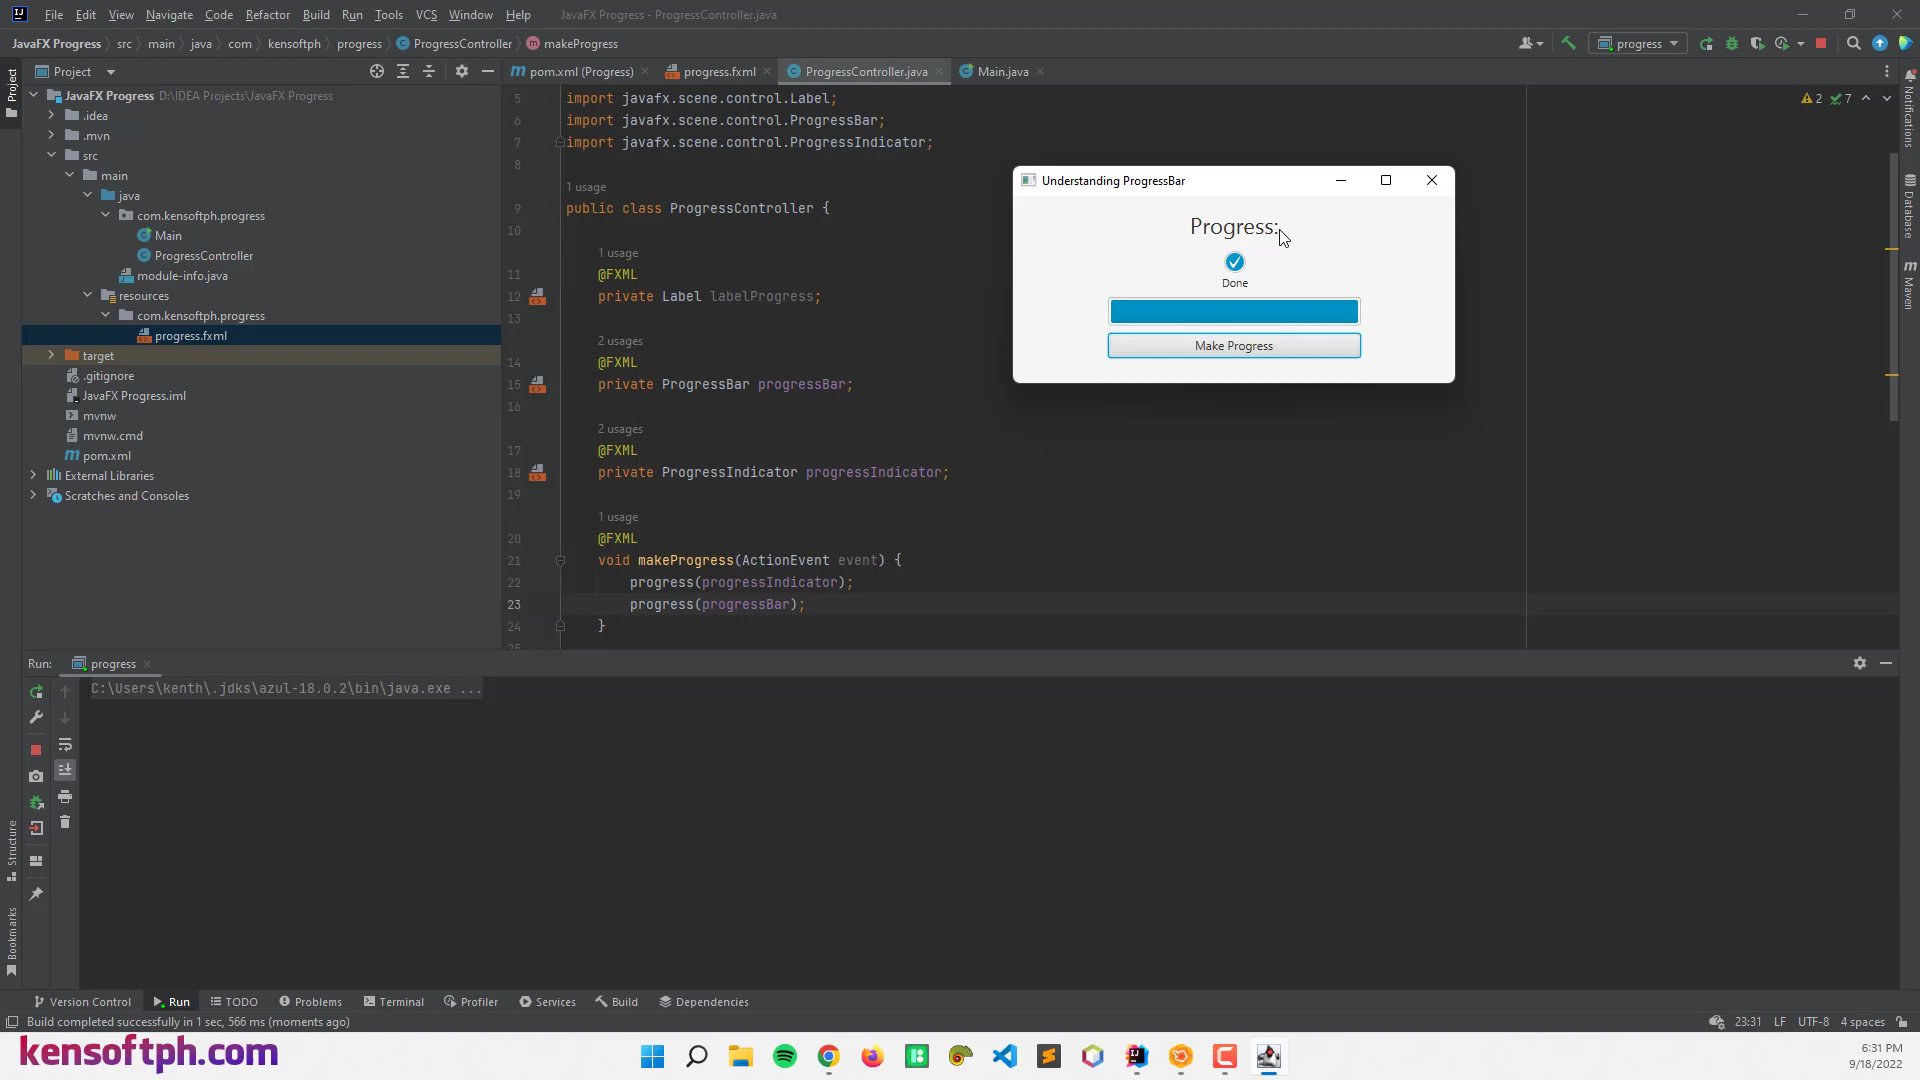 File Edit View Navigate Code Refactor Build Run Tools VCS Window Help JavaFX Progress - ProgressController.java
JavaFX Progress src main java com kensoftph progress ProgressController makeProgress
progress
Project
Project
JavaFX Progress D:\IDEA Projects\JavaFX Progress
.idea
.mvn
src
main
java
com.kensoftph.progress
Main
ProgressController
module-info.java
resources
com.kensoftph.progress
progress.fxml
target
.gitignore
JavaFX Progress.iml
mvnw
mvnw.cmd
pom.xml
External Libraries
Scratches and Consoles
pom.xml (Progress) progress.fxml ProgressController.java Main.java
2 7
5 import javafx.scene.control.Label;
6 import javafx.scene.control.ProgressBar;
7 import javafx.scene.control.ProgressIndicator;
8
1 usage
9 public class ProgressController {
10
1 usage
11 @FXML
12 private Label labelProgress;
13
2 usages
14 @FXML
15 private ProgressBar progressBar;
16
2 usages
17 @FXML
18 private ProgressIndicator progressIndicator;
19
1 usage
20 @FXML
21 void makeProgress(ActionEvent event) {
22 progress(progressIndicator);
23 progress(progressBar);
24 }
25
Understanding ProgressBar
Progress:
Done
Make Progress
Notifications
Database
Maven
Run: progress
C:\Users\kenth\.jdks\azul-18.0.2\bin\java.exe ...
Structure
Bookmarks
Version Control Run TODO Problems Terminal Profiler Services Build Dependencies
Build completed successfully in 1 sec, 566 ms (moments ago)
23:31 LF UTF-8 4 spaces
kensoftph.com
6:31 PM
9/18/2022